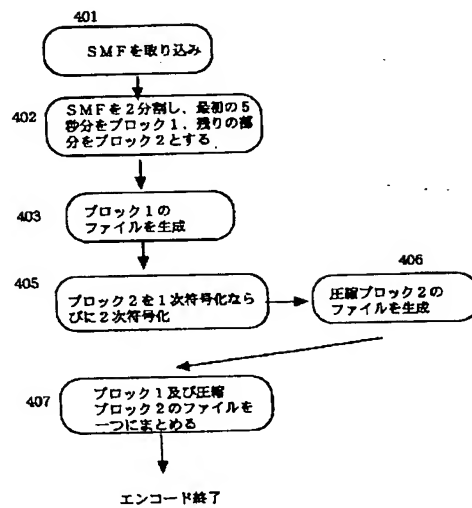 401
SMFを取り込み
402
SMFを2分割し、最初の5
秒分をブロック1、残りの部
分をブロック2とする
403
ブロック1の
ファイルを生成
405
ブロック2を1次符号化なら
びに2次符号化
406
圧縮ブロック2の
ファイルを生成
407
ブロック1及び圧縮
ブロック2のファイルを
一つにまとめる
エンコード終了